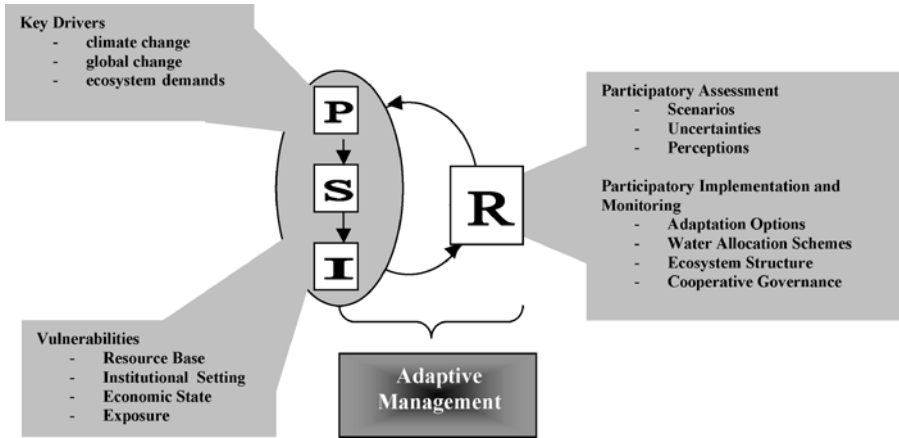 Key Drivers
- climate change
- global change
- ecosystem demands
P
S
I
R
Participatory Assessment
- Scenarios
- Uncertainties
- Perceptions
Participatory Implementation and
Monitoring
- Adaptation Options
- Water Allocation Schemes
- Ecosystem Structure
- Cooperative Governance
Vulnerabilities
- Resource Base
- Institutional Setting
- Economic State
- Exposure
Adaptive
Management